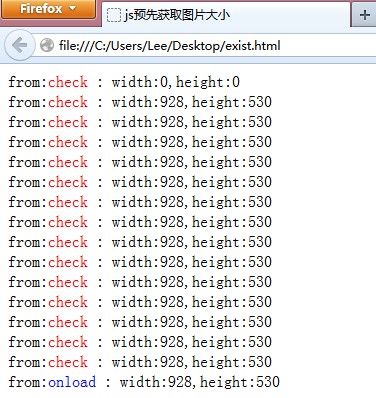 Firefox
js预先获取图片大小
file:///C:/Users/Lee/Desktop/exist.html
from:check : width:0,height:0
from:check : width:928,height:530
from:check : width:928,height:530
from:check : width:928,height:530
from:check : width:928,height:530
from:check : width:928,height:530
from:check : width:928,height:530
from:check : width:928,height:530
from:check : width:928,height:530
from:check : width:928,height:530
from:check : width:928,height:530
from:check : width:928,height:530
from:check : width:928,height:530
from:check : width:928,height:530
from:check : width:928,height:530
from:onload : width:928,height:530